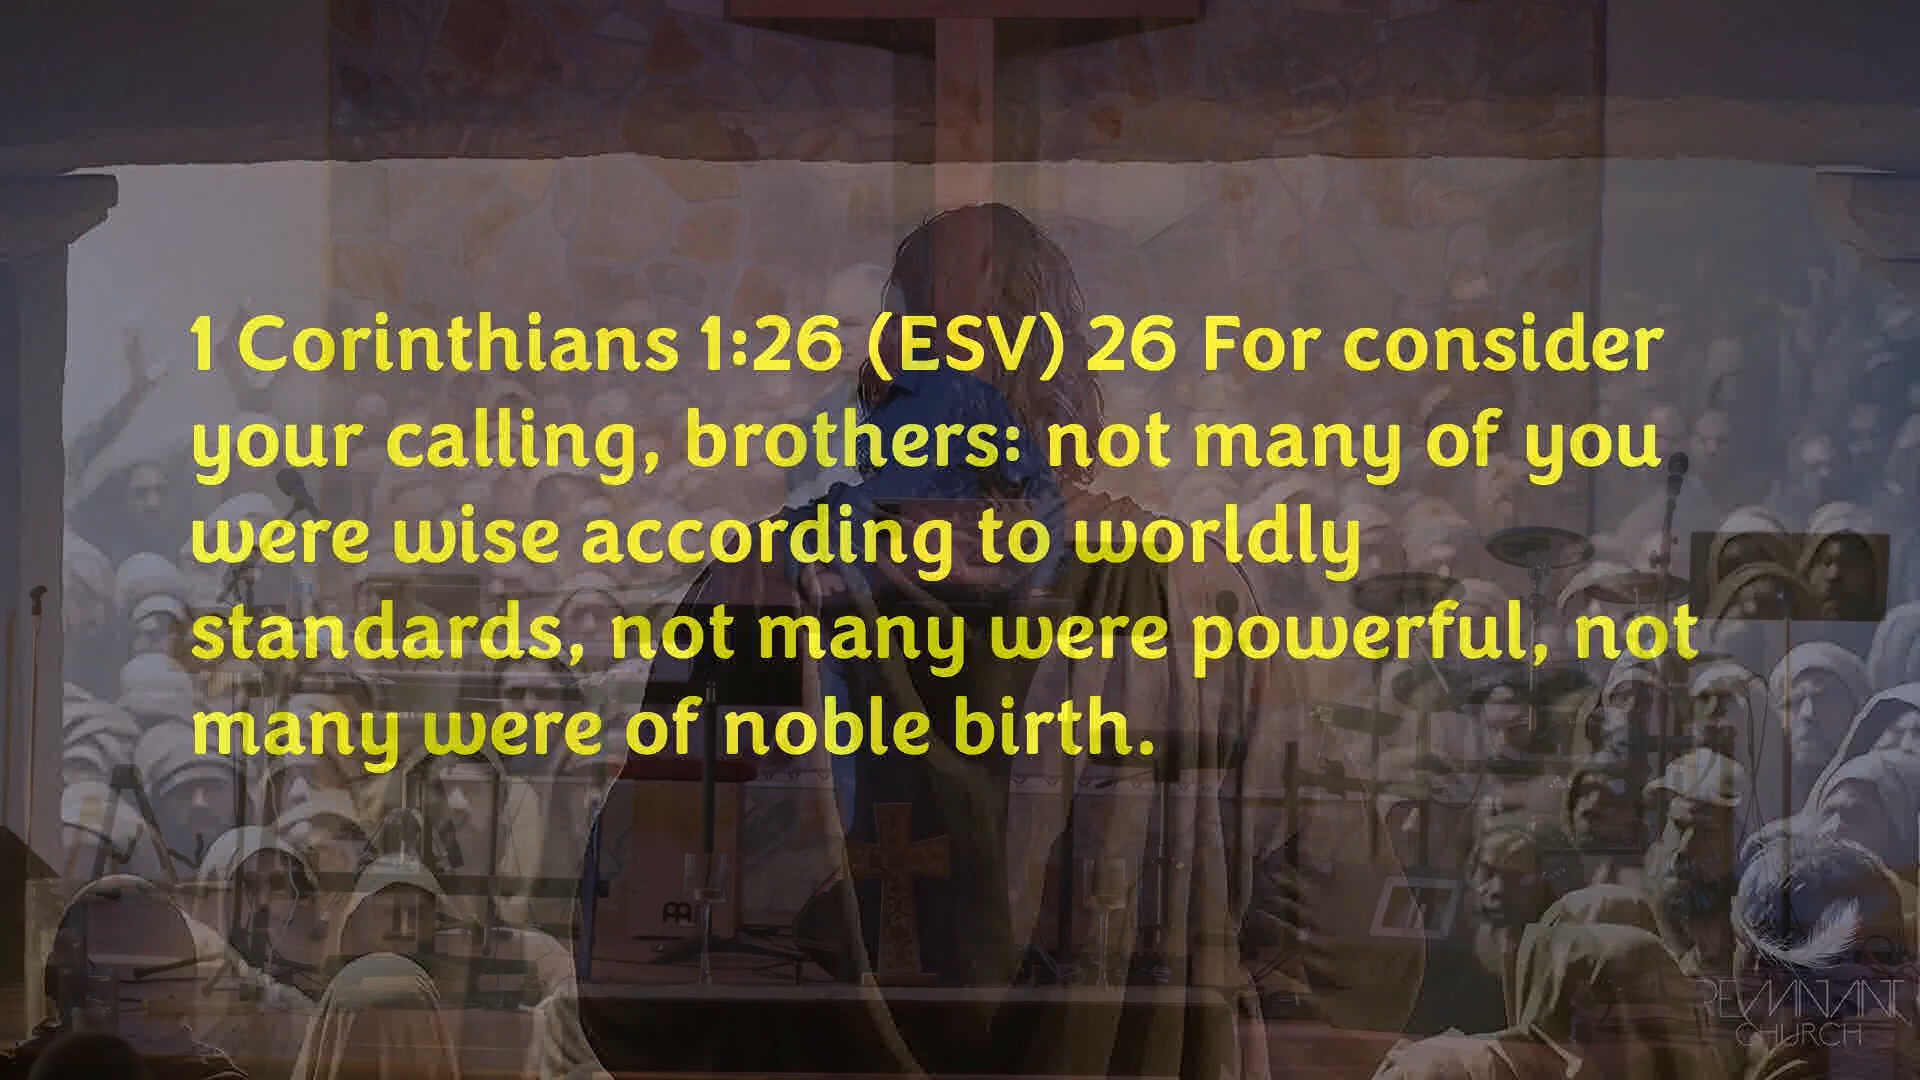 1 Corinthians 1:26 (ESV) 26 For consider
your calling, brothers: not many of you
were wise according to worldly
standards, not many were powerful, not
many were of noble birth.
REMNANT
CHURCH